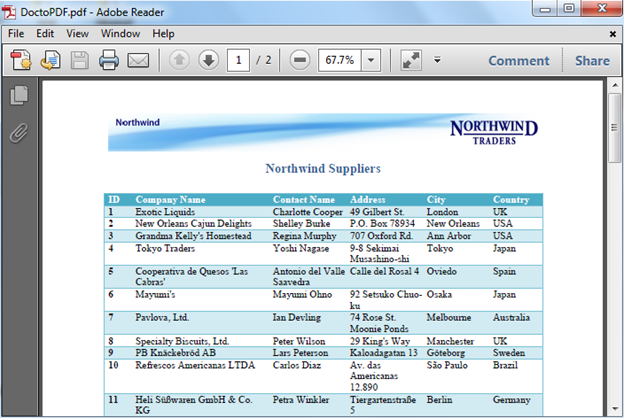 DoctoPDF.pdf - Adobe Reader
File Edit View Window Help
1 / 2 67.7% Comment Share
Northwind
NORTHWIND
TRADERS
Northwind Suppliers
ID Company Name Contact Name Address City Country
1 Exotic Liquids Charlotte Cooper 49 Gilbert St. London UK
2 New Orleans Cajun Delights Shelley Burke P.O. Box 78934 New Orleans USA
3 Grandma Kelly's Homestead Regina Murphy 707 Oxford Rd. Ann Arbor USA
4 Tokyo Traders Yoshi Nagase 9-8 Sekimai Tokyo Japan
Musashino-shi
5 Cooperativa de Quesos 'Las Antonio del Valle Calle del Rosal 4 Oviedo Spain
Cabras' Saavedra
6 Mayumi's Mayumi Ohno 92 Setsuko Chuo- Osaka Japan
ku
7 Pavlova, Ltd. Ian Devling 74 Rose St. Melbourne Australia
Moonie Ponds
8 Specialty Biscuits, Ltd. Peter Wilson 29 King's Way Manchester UK
9 PB Knäckebröd AB Lars Peterson Kaloadagatan 13 Göteborg Sweden
10 Refrescos Americanas LTDA Carlos Diaz Av. das São Paulo Brazil
Americanas
12.890
11 Heli Süßwaren GmbH & Co. Petra Winkler Tiergartenstraße Berlin Germany
KG 5